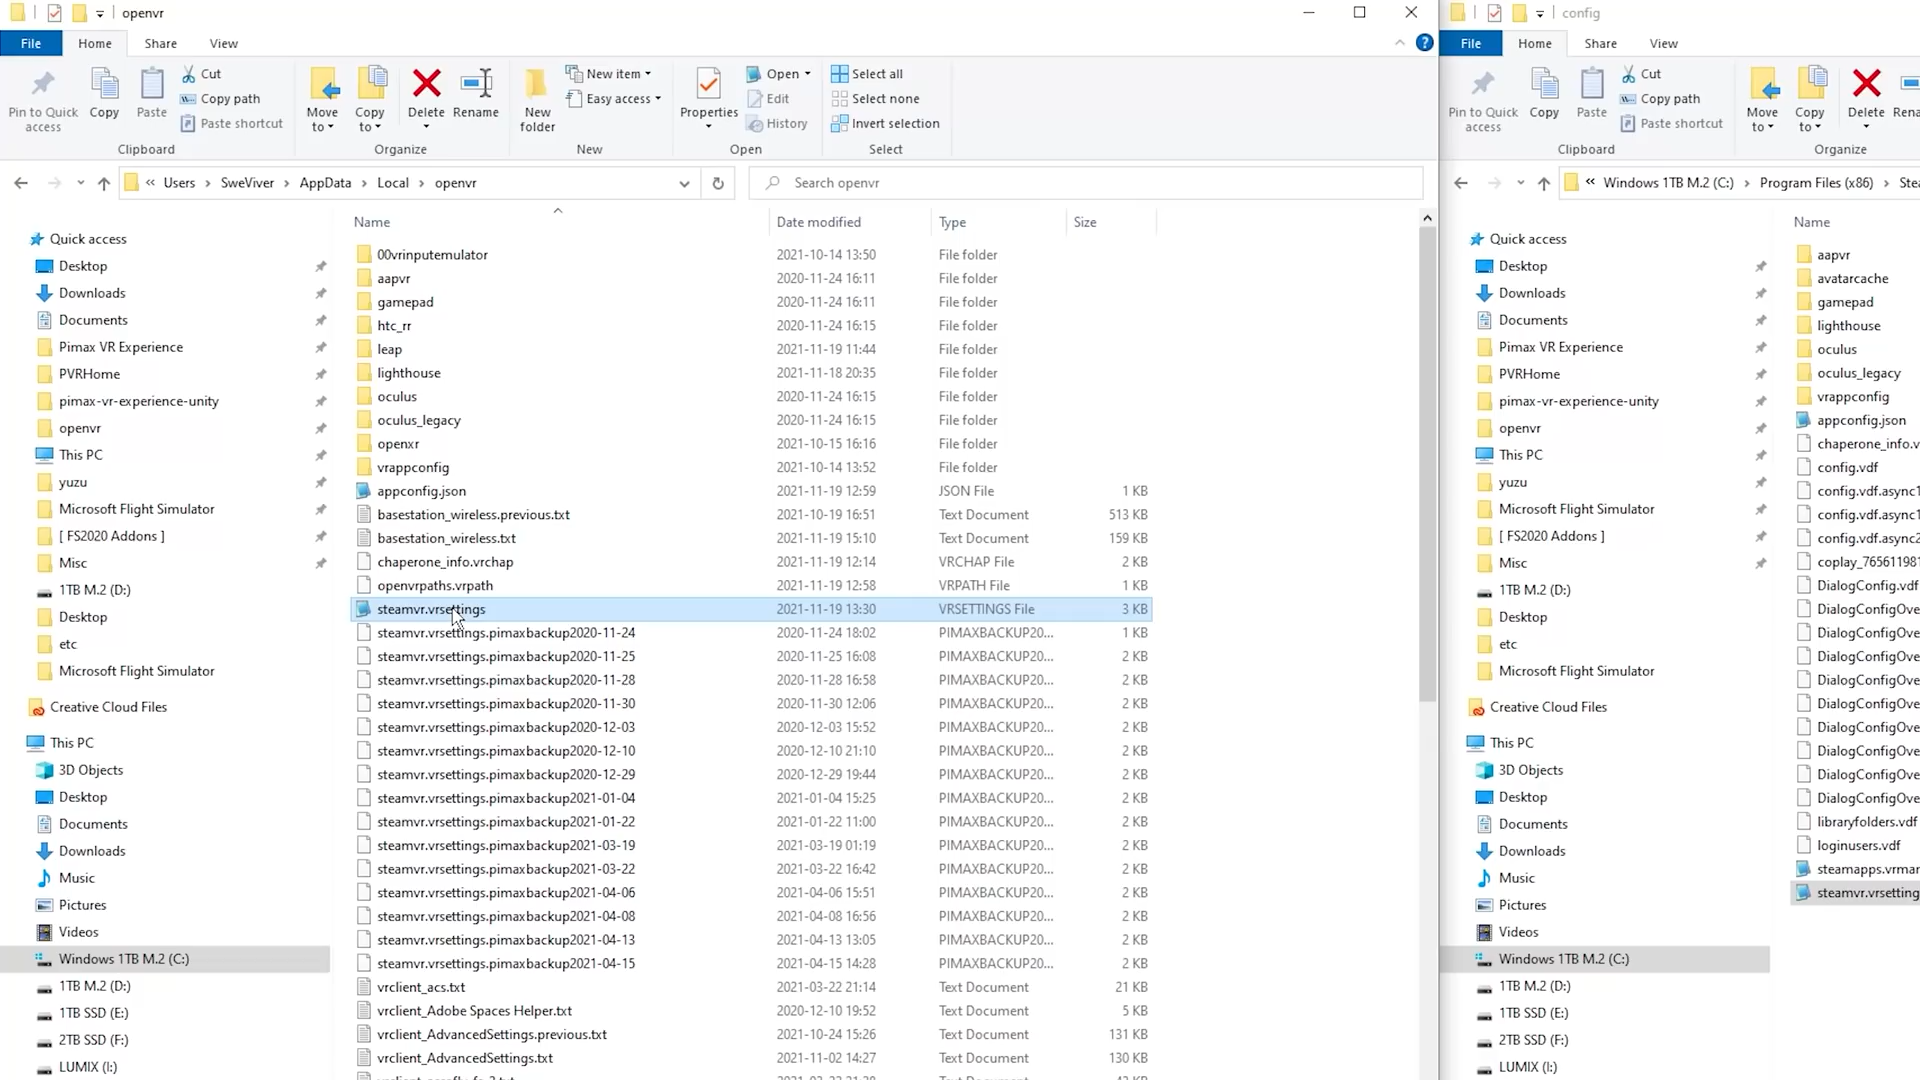 openvr
File Home Share View
Pin to Quick access
Copy
Paste
Cut
Copy path
Paste shortcut
Clipboard
Move to
Copy to
Delete
Rename
Organize
New folder
New item
Easy access
New
Properties
Open
Edit
History
Open
Select all
Select none
Invert selection
Select
« Users > SweViver > AppData > Local > openvr
Search openvr
Quick access
Desktop
Downloads
Documents
Pimax VR Experience
PVRHome
pimax-vr-experience-unity
openvr
This PC
yuzu
Microsoft Flight Simulator
[ FS2020 Addons ]
Misc
1TB M.2 (D:)
Desktop
etc
Microsoft Flight Simulator
Creative Cloud Files
This PC
3D Objects
Desktop
Documents
Downloads
Music
Pictures
Videos
Windows 1TB M.2 (C:)
1TB M.2 (D:)
1TB SSD (E:)
2TB SSD (F:)
LUMIX (I:)
Name Date modified Type Size
00vrinputemulator 2021-10-14 13:50 File folder
aapvr 2020-11-24 16:11 File folder
gamepad 2020-11-24 16:11 File folder
htc_rr 2020-11-24 16:15 File folder
leap 2021-11-19 11:44 File folder
lighthouse 2021-11-18 20:35 File folder
oculus 2020-11-24 16:15 File folder
oculus_legacy 2020-11-24 16:15 File folder
openxr 2021-10-15 16:16 File folder
vrappconfig 2021-10-14 13:52 File folder
appconfig.json 2021-11-19 12:59 JSON File 1 KB
basestation_wireless.previous.txt 2021-10-19 16:51 Text Document 513 KB
basestation_wireless.txt 2021-11-19 15:10 Text Document 159 KB
chaperone_info.vrchap 2021-11-19 12:14 VRCHAP File 2 KB
openvrpaths.vrpath 2021-11-19 12:58 VRPATH File 1 KB
steamvr.vrsettings 2021-11-19 13:30 VRSETTINGS File 3 KB
steamvr.vrsettings.pimaxbackup2020-11-24 2020-11-24 18:02 PIMAXBACKUP20... 1 KB
steamvr.vrsettings.pimaxbackup2020-11-25 2020-11-25 16:08 PIMAXBACKUP20... 2 KB
steamvr.vrsettings.pimaxbackup2020-11-28 2020-11-28 16:58 PIMAXBACKUP20... 2 KB
steamvr.vrsettings.pimaxbackup2020-11-30 2020-11-30 12:06 PIMAXBACKUP20... 2 KB
steamvr.vrsettings.pimaxbackup2020-12-03 2020-12-03 15:52 PIMAXBACKUP20... 2 KB
steamvr.vrsettings.pimaxbackup2020-12-10 2020-12-10 21:10 PIMAXBACKUP20... 2 KB
steamvr.vrsettings.pimaxbackup2020-12-29 2020-12-29 19:44 PIMAXBACKUP20... 2 KB
steamvr.vrsettings.pimaxbackup2021-01-04 2021-01-04 15:25 PIMAXBACKUP20... 2 KB
steamvr.vrsettings.pimaxbackup2021-01-22 2021-01-22 11:00 PIMAXBACKUP20... 2 KB
steamvr.vrsettings.pimaxbackup2021-03-19 2021-03-19 01:19 PIMAXBACKUP20... 2 KB
steamvr.vrsettings.pimaxbackup2021-03-22 2021-03-22 16:42 PIMAXBACKUP20... 2 KB
steamvr.vrsettings.pimaxbackup2021-04-06 2021-04-06 15:51 PIMAXBACKUP20... 2 KB
steamvr.vrsettings.pimaxbackup2021-04-08 2021-04-08 16:56 PIMAXBACKUP20... 2 KB
steamvr.vrsettings.pimaxbackup2021-04-13 2021-04-13 13:05 PIMAXBACKUP20... 2 KB
steamvr.vrsettings.pimaxbackup2021-04-15 2021-04-15 14:28 PIMAXBACKUP20... 2 KB
vrclient_acs.txt 2021-03-22 21:14 Text Document 21 KB
vrclient_Adobe Spaces Helper.txt 2020-12-10 19:52 Text Document 5 KB
vrclient_AdvancedSettings.previous.txt 2021-10-24 15:26 Text Document 131 KB
vrclient_AdvancedSettings.txt 2021-11-02 14:27 Text Document 130 KB
config
File Home Share View
Pin to Quick access
Copy
Paste
Cut
Copy path
Paste shortcut
Clipboard
Move to
Copy to
Delete
Rena
Organize
« Windows 1TB M.2 (C:) > Program Files (x86) > Stea
Quick access
Desktop
Downloads
Documents
Pimax VR Experience
PVRHome
pimax-vr-experience-unity
openvr
This PC
yuzu
Microsoft Flight Simulator
[ FS2020 Addons ]
Misc
1TB M.2 (D:)
Desktop
etc
Microsoft Flight Simulator
Creative Cloud Files
This PC
3D Objects
Desktop
Documents
Downloads
Music
Pictures
Videos
Windows 1TB M.2 (C:)
1TB M.2 (D:)
1TB SSD (E:)
2TB SSD (F:)
LUMIX (I:)
Name
aapvr
avatarcache
gamepad
lighthouse
oculus
oculus_legacy
vrappconfig
appconfig.json
chaperone_info.v
config.vdf
config.vdf.async1
config.vdf.async1
config.vdf.async2
coplay_765611981
DialogConfig.vdf
DialogConfigOve
DialogConfigOve
DialogConfigOve
DialogConfigOve
DialogConfigOve
DialogConfigOve
DialogConfigOve
DialogConfigOve
DialogConfigOve
libraryfolders.vdf
loginusers.vdf
steamapps.vrmar
steamvr.vrsetting